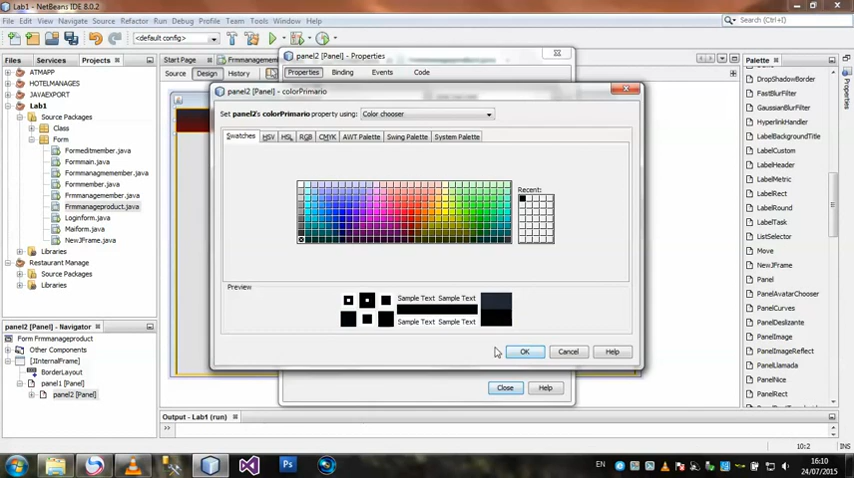 Lab1 - NetBeans IDE 8.0.2
File Edit View Navigate Source Refactor Run Debug Profile Team Tools Window Help
Search (Ctrl+I)
<default config>
Files Services Projects
ATMAPP
HOTELMANAGES
JAVAEXPORT
Lab1
Source Packages
Class
Form
Formeditmember.java
Formmain.java
Formmanagmember.java
Formmember.java
Frmmanagemember.java
Frmmanageproduct.java
Loginform.java
Maiform.java
NewJFrame.java
Libraries
Restaurant Manage
Source Packages
Libraries
panel2 [Panel] - Navigator
Form Frmmanageproduct
Other Components
[JInternalFrame]
BorderLayout
panel1 [Panel]
panel2 [Panel]
Start Page
Source Design History
panel2 [Panel] - Properties
Properties Binding Events Code
panel2 [Panel] - colorPrimario
Set panel2's colorPrimario property using: Color chooser
Swatches HSV HSL RGB CMYK AWT Palette Swing Palette System Palette
Recent:
Preview
Sample Text Sample Text
Sample Text Sample Text
OK Cancel Help
Close Help
Output - Lab1 (run)
Palette
DropShadowBorder
FastBlurFilter
GaussianBlurFilter
HyperlinkHandler
LabelBackgroundTitle
LabelCustom
LabelHeader
LabelMetric
LabelRect
LabelRound
LabelTask
ListSelector
Move
NewJFrame
Panel
PanelAvatarChooser
PanelCurves
PanelDeslizante
PanelImage
PanelImageReflect
PanelLlamada
PanelNice
PanelRect
Properties
10:2
INS
EN
16:10
24/07/2015